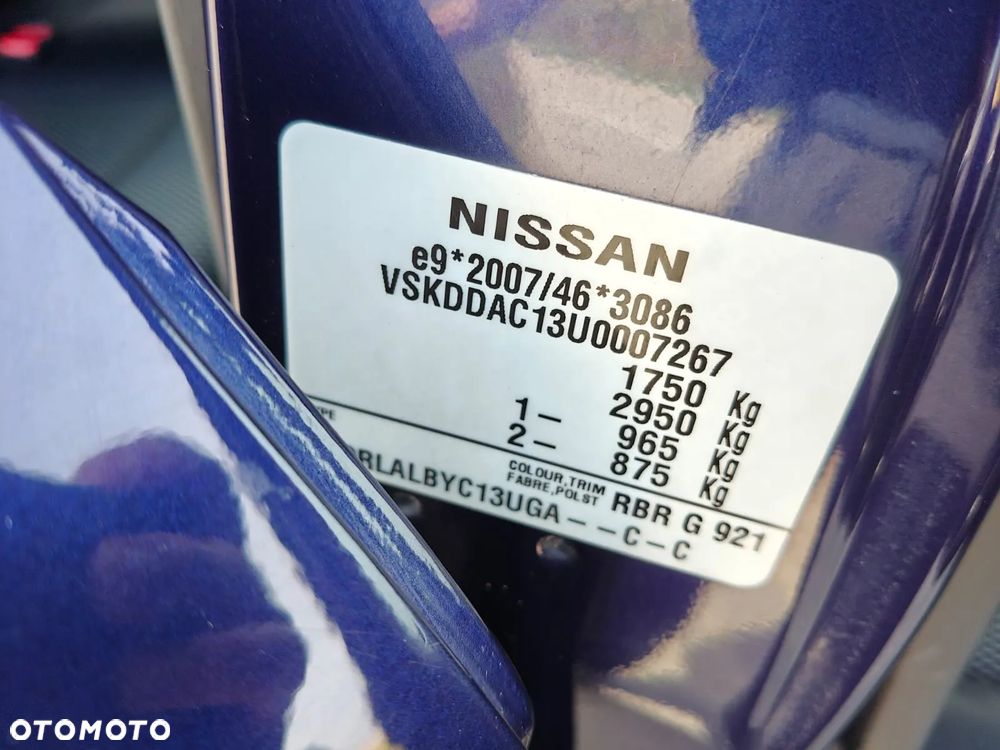 NISSAN
e9*2007/46*3086
VSKDDAC13U0007267
1750 Kg
2950 Kg
1- 965 Kg
2- 875 Kg
COLOUR,TRIM
FABRE,POLST
RBR G 921
RLALBYC13UGA--C-C
OTOMOTO